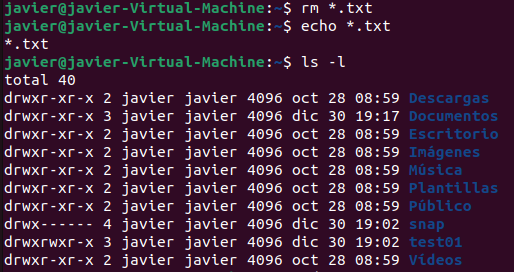 javier@javier-Virtual-Machine:~$ rm *.txt
javier@javier-Virtual-Machine:~$ echo *.txt
*.txt
javier@javier-Virtual-Machine:~$ ls -l
total 40
drwxr-xr-x 2 javier javier 4096 oct 28 08:59 Descargas
drwxr-xr-x 3 javier javier 4096 dic 30 19:17 Documentos
drwxr-xr-x 2 javier javier 4096 oct 28 08:59 Escritorio
drwxr-xr-x 2 javier javier 4096 oct 28 08:59 Imágenes
drwxr-xr-x 2 javier javier 4096 oct 28 08:59 Música
drwxr-xr-x 2 javier javier 4096 oct 28 08:59 Plantillas
drwxr-xr-x 2 javier javier 4096 oct 28 08:59 Público
drwx------ 4 javier javier 4096 dic 30 19:02 snap
drwxrwxr-x 3 javier javier 4096 dic 30 19:02 test01
drwxr-xr-x 2 javier javier 4096 oct 28 08:59 Vídeos